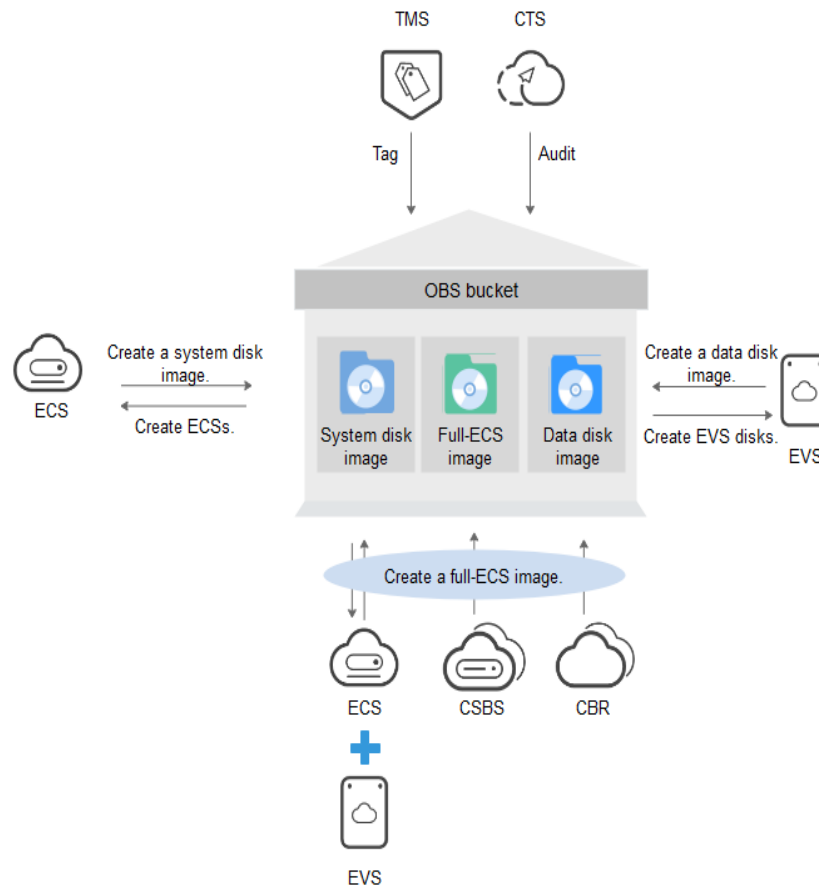 TMS
CTS
Tag
Audit
OBS bucket
Create a system disk
image.
Create ECSs.
ECS
System disk
image
Full-ECS
image
Data disk
image
Create a data disk
image.
Create EVS disks.
EVS
Create a full-ECS image.
ECS
CSBS
CBR
EVS